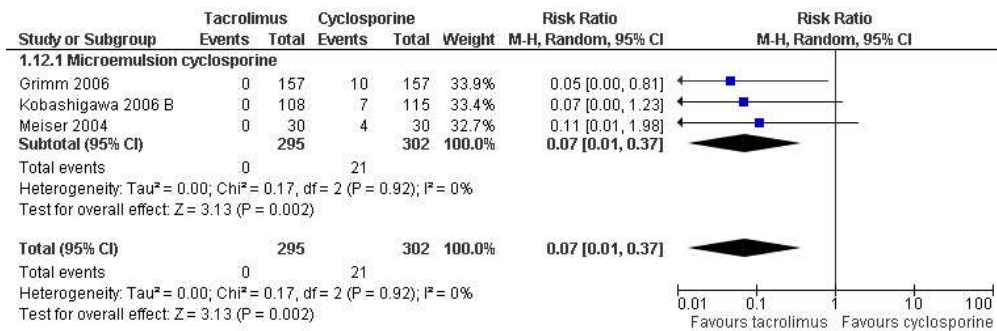 Tacrolimus Cyclosporine Risk Ratio Risk Ratio
Study or Subgroup Events Total Events Total Weight M-H, Random, 95% CI M-H, Random, 95% CI
1.12.1 Microemulsion cyclosporine
Grimm 2006 0 157 10 157 33.9% 0.05 [0.00, 0.81]
Kobashigawa 2006 B 0 108 7 115 33.4% 0.07 [0.00, 1.23]
Meiser 2004 0 30 4 30 32.7% 0.11 [0.01, 1.98]
Subtotal (95% CI) 295 302 100.0% 0.07 [0.01, 0.37]
Total events 0 21
Heterogeneity: Tau² = 0.00; Chi² = 0.17, df = 2 (P = 0.92); I² = 0%
Test for overall effect: Z = 3.13 (P = 0.002)
Total (95% CI) 295 302 100.0% 0.07 [0.01, 0.37]
Total events 0 21
Heterogeneity: Tau² = 0.00; Chi² = 0.17, df = 2 (P = 0.92); I² = 0%
Test for overall effect: Z = 3.13 (P = 0.002)
0.01 0.1 1 10 100
Favours tacrolimus Favours cyclosporine